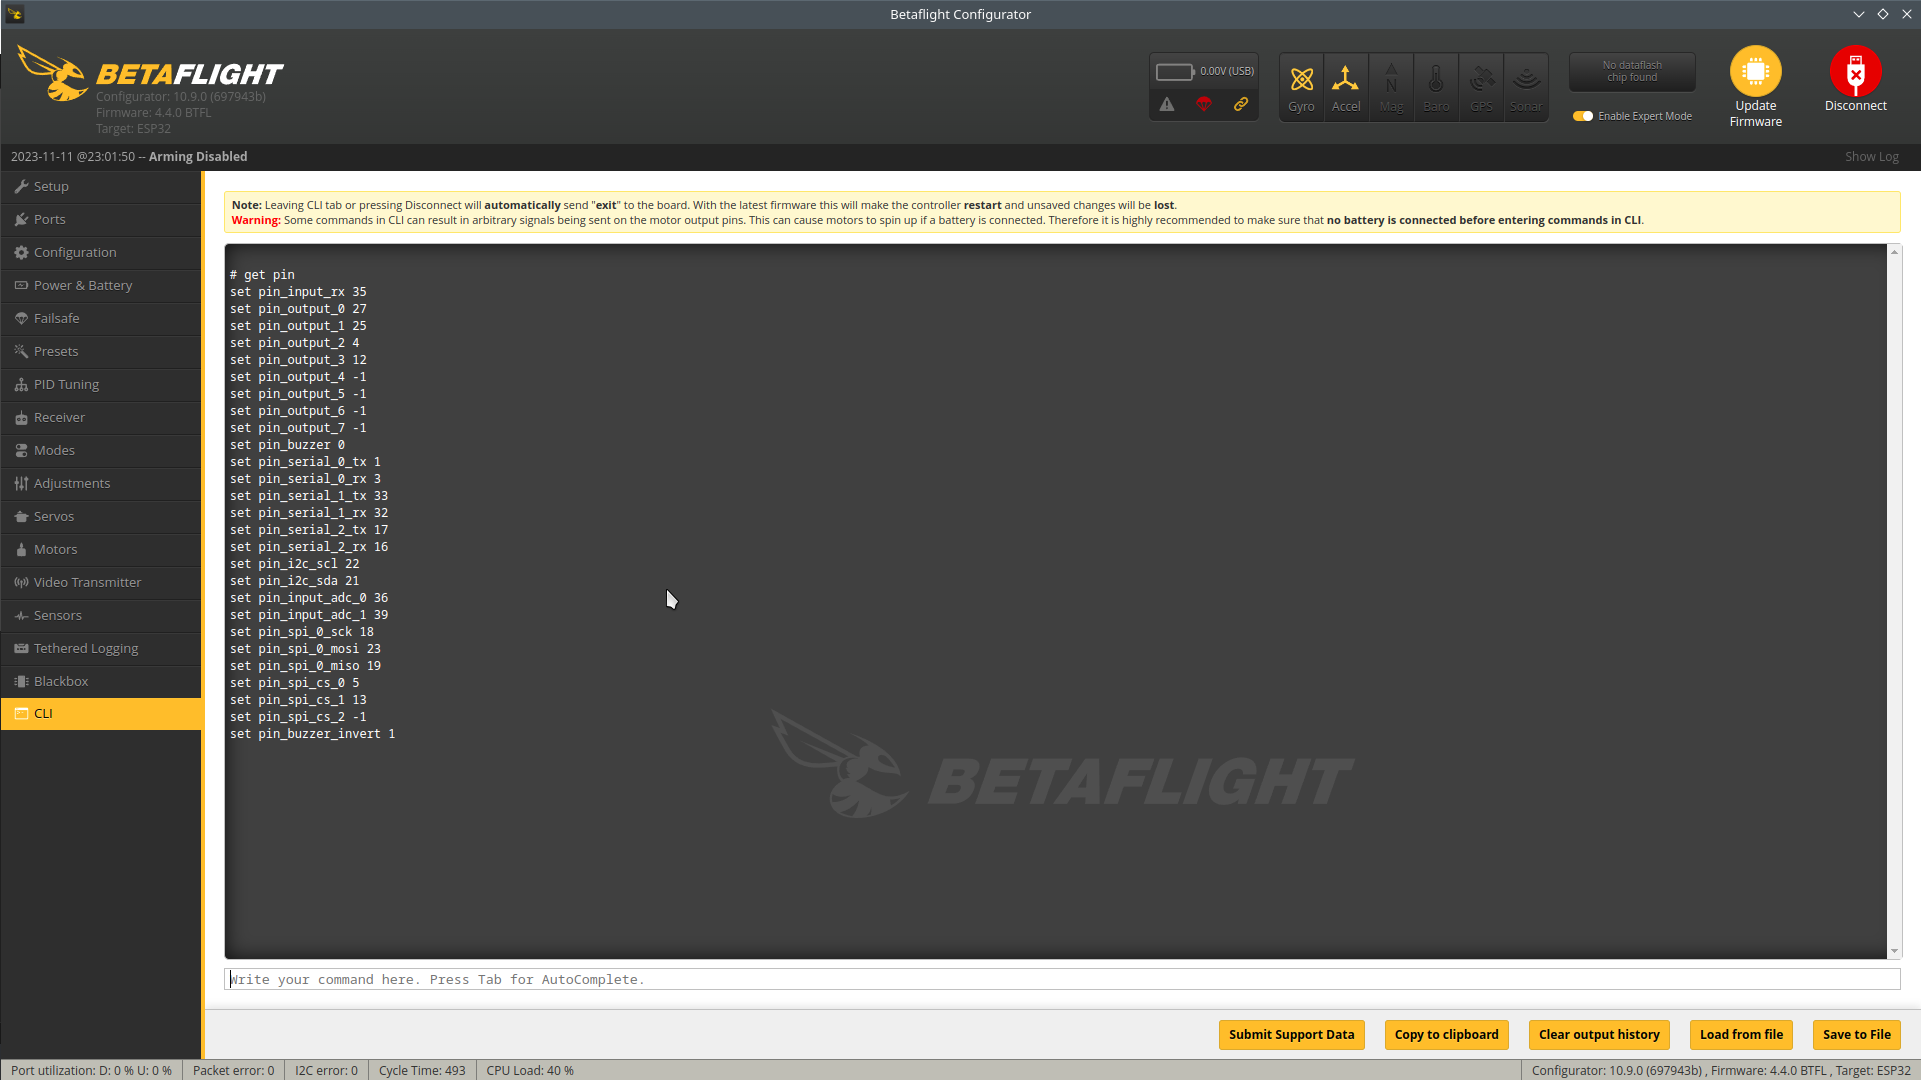 Betaflight Configurator
BETAFLIGHT
Configurator: 10.9.0 (697943b)
Firmware: 4.4.0 BTFL
Target: ESP32
0.00V (USB)
Gyro
Accel
Mag
Baro
GPS
Sonar
No dataflash
chip found
Enable Expert Mode
Update
Firmware
Disconnect
2023-11-11 @23:01:50 -- Arming Disabled
Show Log
Setup
Ports
Configuration
Power & Battery
Failsafe
Presets
PID Tuning
Receiver
Modes
Adjustments
Servos
Motors
Video Transmitter
Sensors
Tethered Logging
Blackbox
CLI
Note: Leaving CLI tab or pressing Disconnect will automatically send "exit" to the board. With the latest firmware this will make the controller restart and unsaved changes will be lost.
Warning: Some commands in CLI can result in arbitrary signals being sent on the motor output pins. This can cause motors to spin up if a battery is connected. Therefore it is highly recommended to make sure that no battery is connected before entering commands in CLI.
# get pin
set pin_input_rx 35
set pin_output_0 27
set pin_output_1 25
set pin_output_2 4
set pin_output_3 12
set pin_output_4 -1
set pin_output_5 -1
set pin_output_6 -1
set pin_output_7 -1
set pin_buzzer 0
set pin_serial_0_tx 1
set pin_serial_0_rx 3
set pin_serial_1_tx 33
set pin_serial_1_rx 32
set pin_serial_2_tx 17
set pin_serial_2_rx 16
set pin_i2c_scl 22
set pin_i2c_sda 21
set pin_input_adc_0 36
set pin_input_adc_1 39
set pin_spi_0_sck 18
set pin_spi_0_mosi 23
set pin_spi_0_miso 19
set pin_spi_cs_0 5
set pin_spi_cs_1 13
set pin_spi_cs_2 -1
set pin_buzzer_invert 1
BETAFLIGHT
Write your command here. Press Tab for AutoComplete.
Submit Support Data
Copy to clipboard
Clear output history
Load from file
Save to File
Port utilization: D: 0 % U: 0 %
Packet error: 0
I2C error: 0
Cycle Time: 493
CPU Load: 40 %
Configurator: 10.9.0 (697943b) , Firmware: 4.4.0 BTFL , Target: ESP32